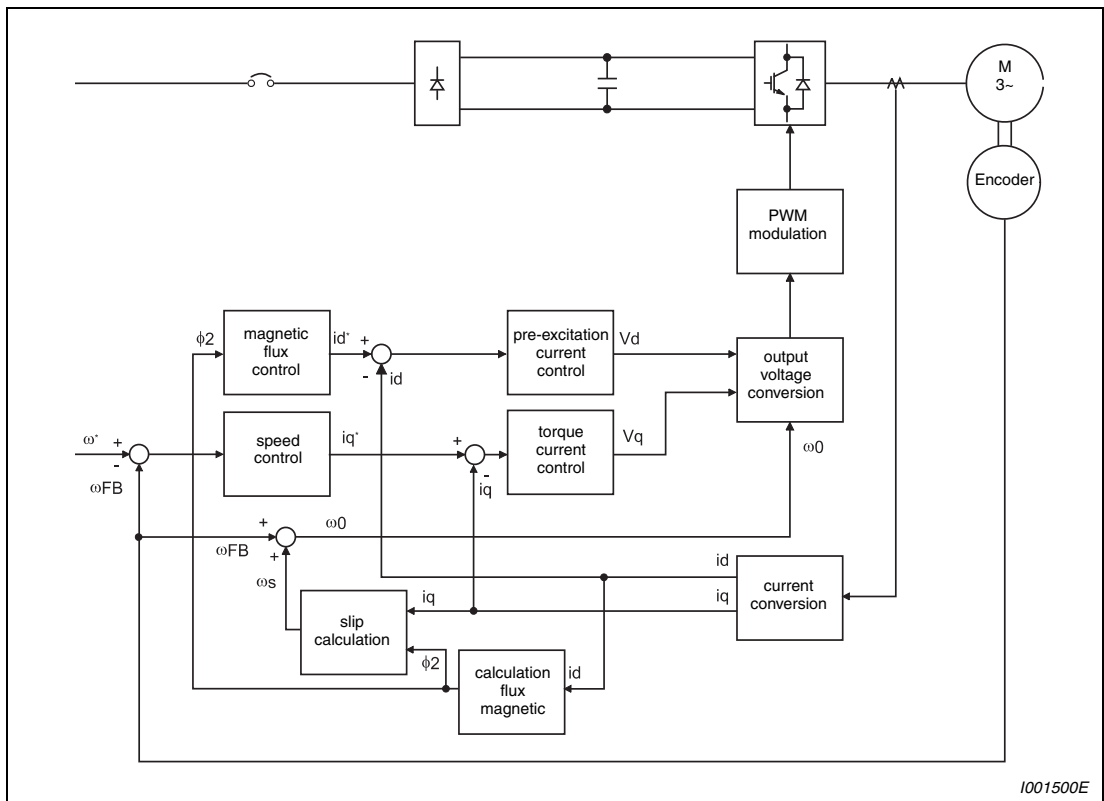 M
3~
Encoder
PWM
modulation
ϕ2
magnetic
flux
control
id*
+
-
id
pre-excitation
current
control
Vd
output
voltage
conversion
ω*
+
-
ωFB
speed
control
iq*
+
-
iq
torque
current
control
Vq
ω0
+
ωFB
+
ω0
ωs
id
iq
current
conversion
slip
calculation
iq
ϕ2
calculation
flux
magnetic
id
I001500E